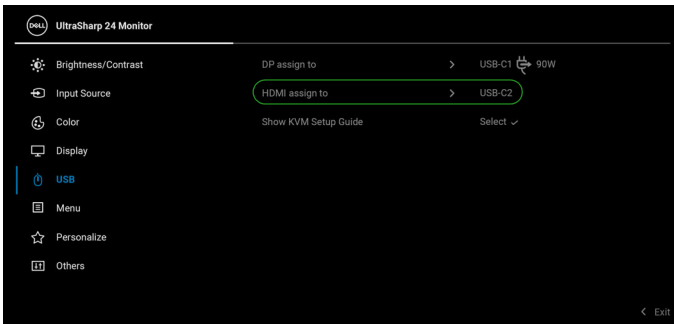 DELL UltraSharp 24 Monitor
Brightness/Contrast DP assign to USB-C1 90W
Input Source HDMI assign to USB-C2
Color Show KVM Setup Guide Select
Display
USB
Menu
Personalize
Others
Exit